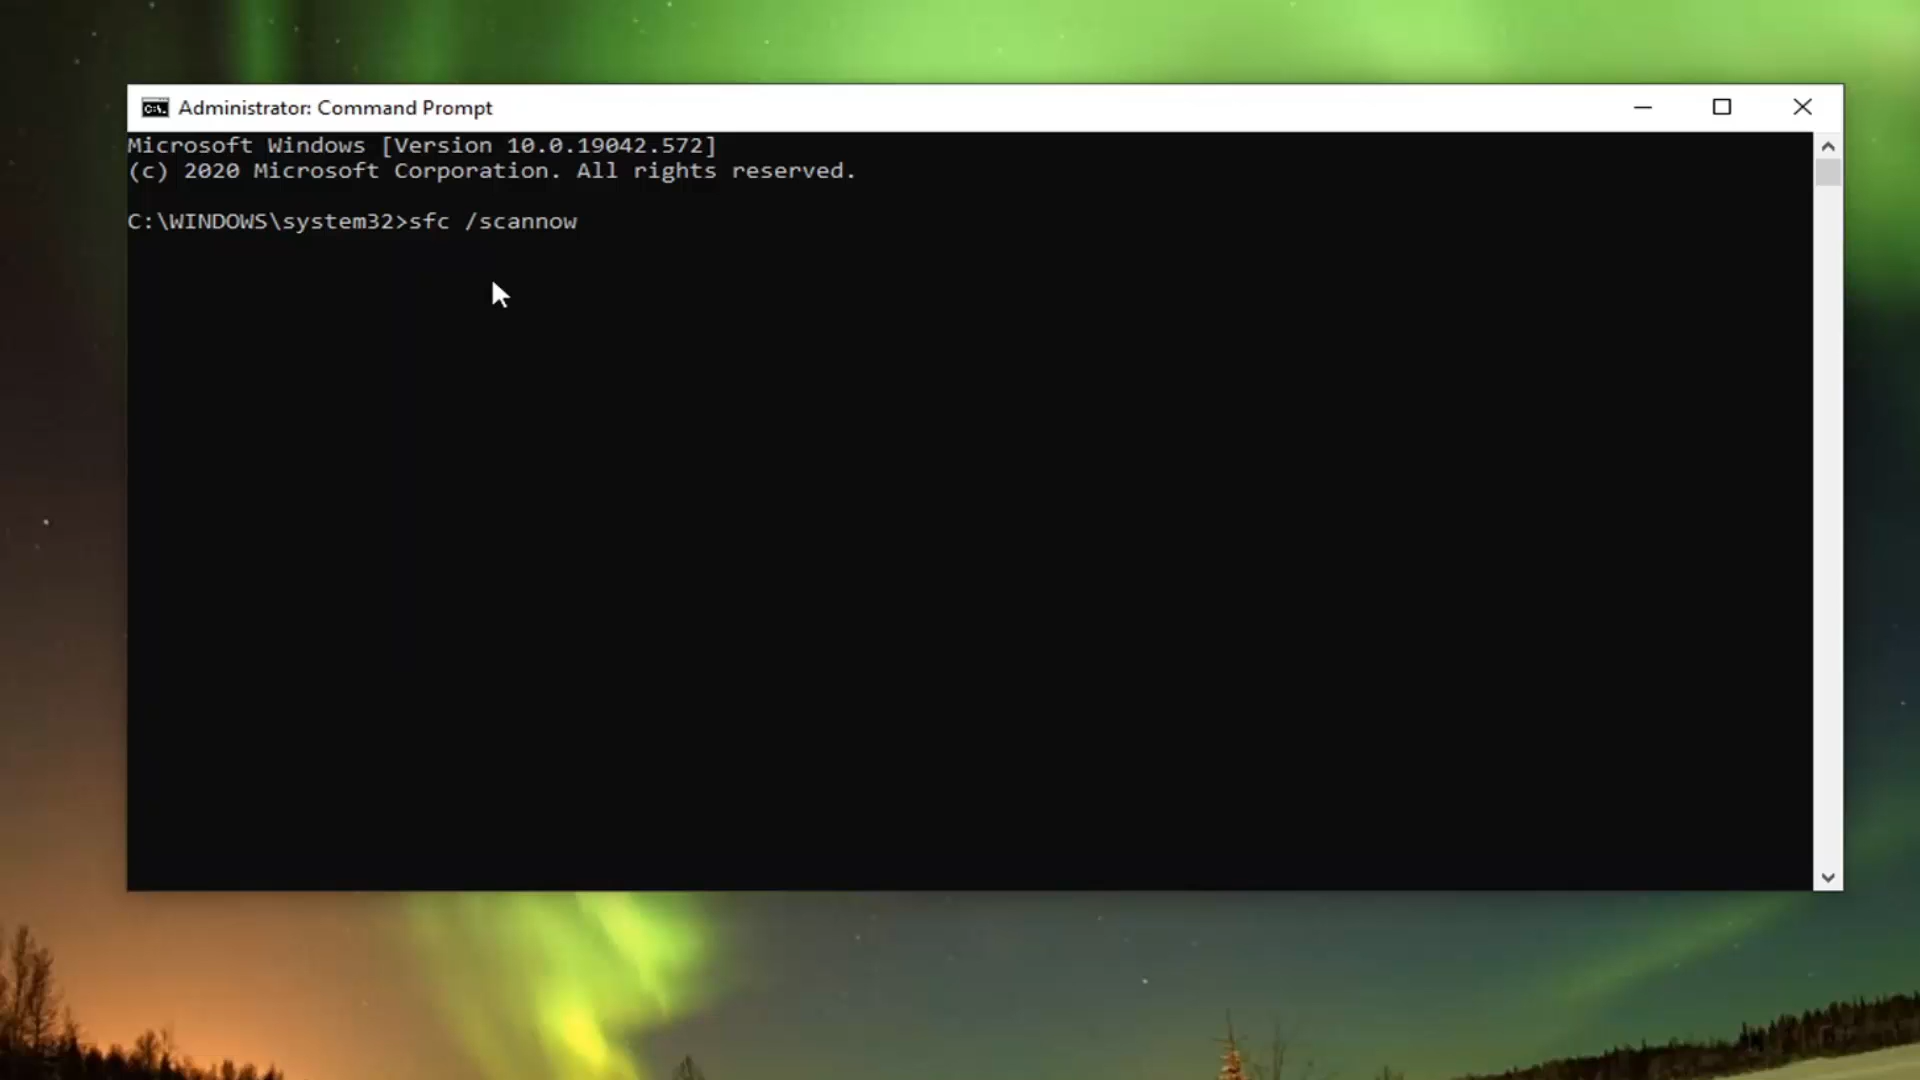 Administrator: Command Prompt
Microsoft Windows [Version 10.0.19042.572]
(c) 2020 Microsoft Corporation. All rights reserved.
C:\WINDOWS\system32>sfc /scannow